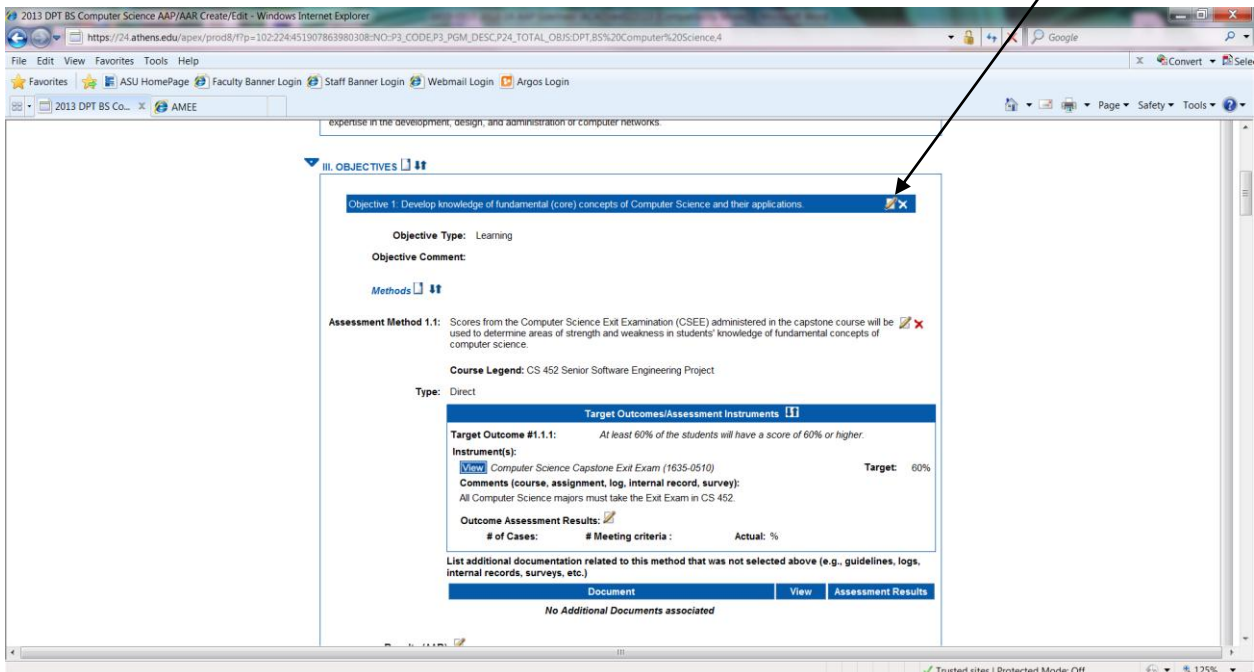 2013 DPT BS Computer Science AAP/AAR Create/Edit - Windows Internet Explorer
https://24.athens.edu/apex/prod8/f?p=102:224:451907863980308::NO::P3_CODE,P3_PGM_DESC,P24_TOTAL_OBJS:DPT,BS%20Computer%20Science,4
Google
File Edit View Favorites Tools Help
Convert
Sele
Favorites ASU HomePage Faculty Banner Login Staff Banner Login Webmail Login Argos Login
2013 DPT BS Co... X AMEE
Page Safety Tools
expertise in the development, design, and administration of computer networks.
III. OBJECTIVES
Objective 1: Develop knowledge of fundamental (core) concepts of Computer Science and their applications.
Objective Type: Learning
Objective Comment:
Methods
Assessment Method 1.1: Scores from the Computer Science Exit Examination (CSEE) administered in the capstone course will be
used to determine areas of strength and weakness in students' knowledge of fundamental concepts of
computer science.
Course Legend: CS 452 Senior Software Engineering Project
Type: Direct
Target Outcomes/Assessment Instruments
Target Outcome #1.1.1: At least 60% of the students will have a score of 60% or higher.
Instrument(s):
View Computer Science Capstone Exit Exam (1635-0510) Target: 60%
Comments (course, assignment, log, internal record, survey):
All Computer Science majors must take the Exit Exam in CS 452.
Outcome Assessment Results:
# of Cases: # Meeting criteria : Actual: %
List additional documentation related to this method that was not selected above (e.g., guidelines, logs,
internal records, surveys, etc.)
Document View Assessment Results
No Additional Documents associated
Trusted sites | Protected Mode: Off 125%